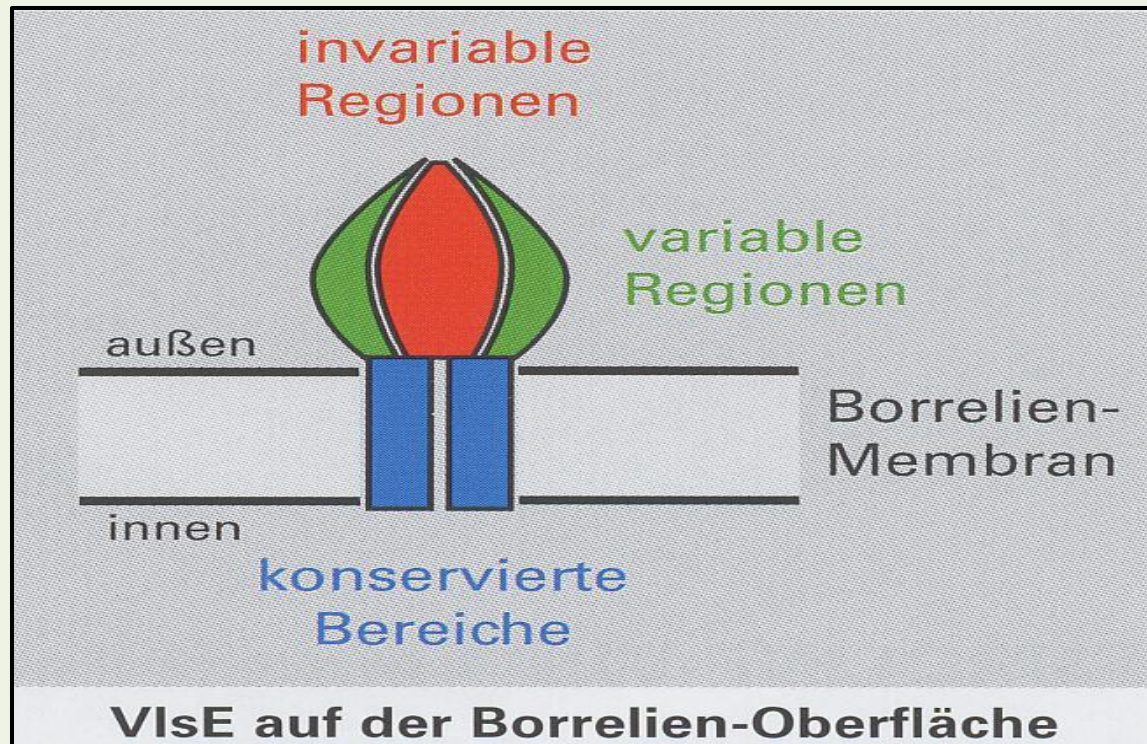 invariable
Regionen
variable
Regionen
außen
Borrelien-
Membran
innen
konservierte
Bereiche
VlsE auf der Borrelien-Oberfläche